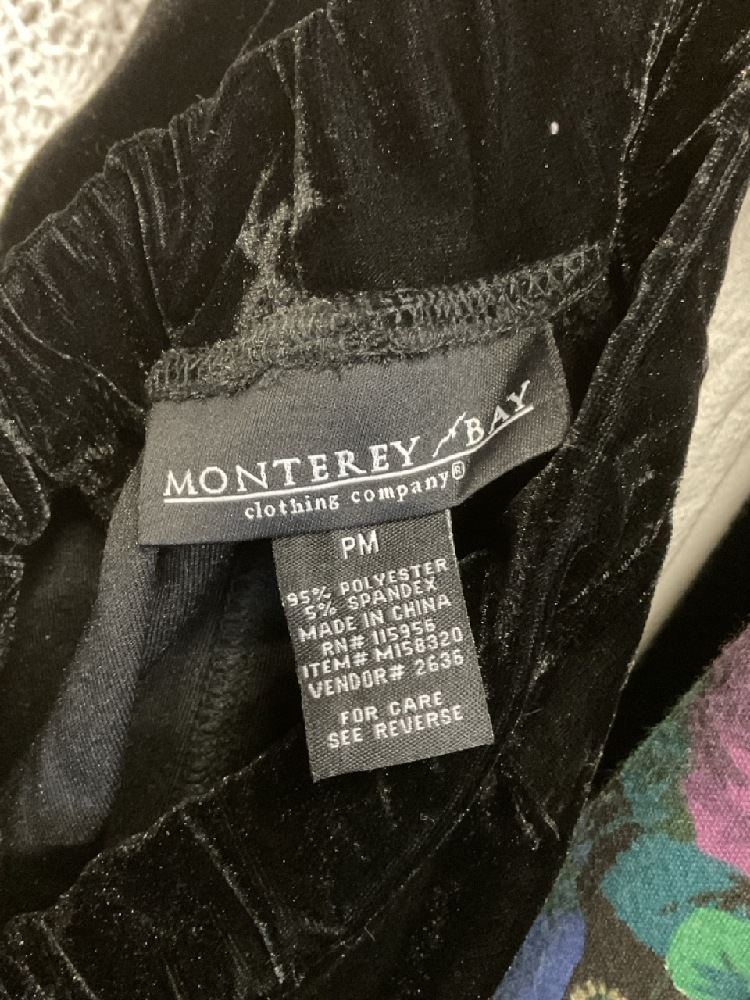 MONTEREY BAY
clothing company®
PM
95% POLYESTER
5% SPANDEX
MADE IN CHINA
RN# 115956
ITEM# M158320
VENDOR# 2636
FOR CARE
SEE REVERSE